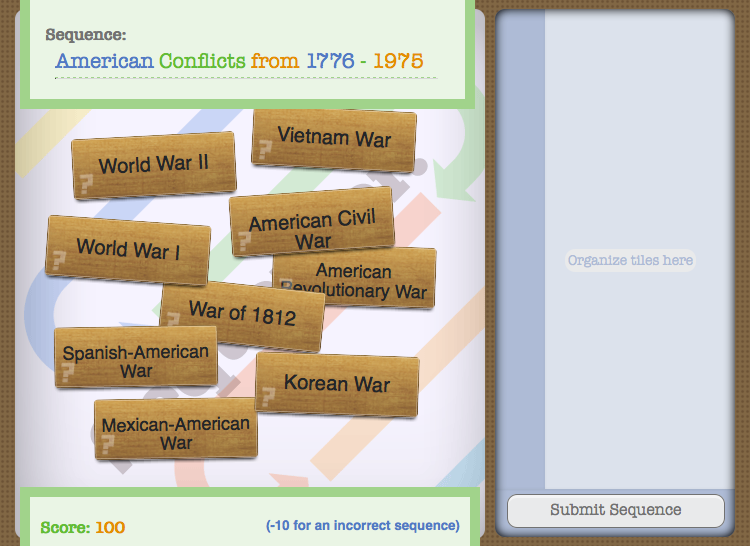 Sequence:
American Conflicts from 1776 - 1975
Vietnam War
World War II
American Civil
War
World War I
American
Revolutionary War
War of 1812
Spanish-American
War
Korean War
Mexican-American
War
Organize tiles here
Submit Sequence
Score: 100
(-10 for an incorrect sequence)